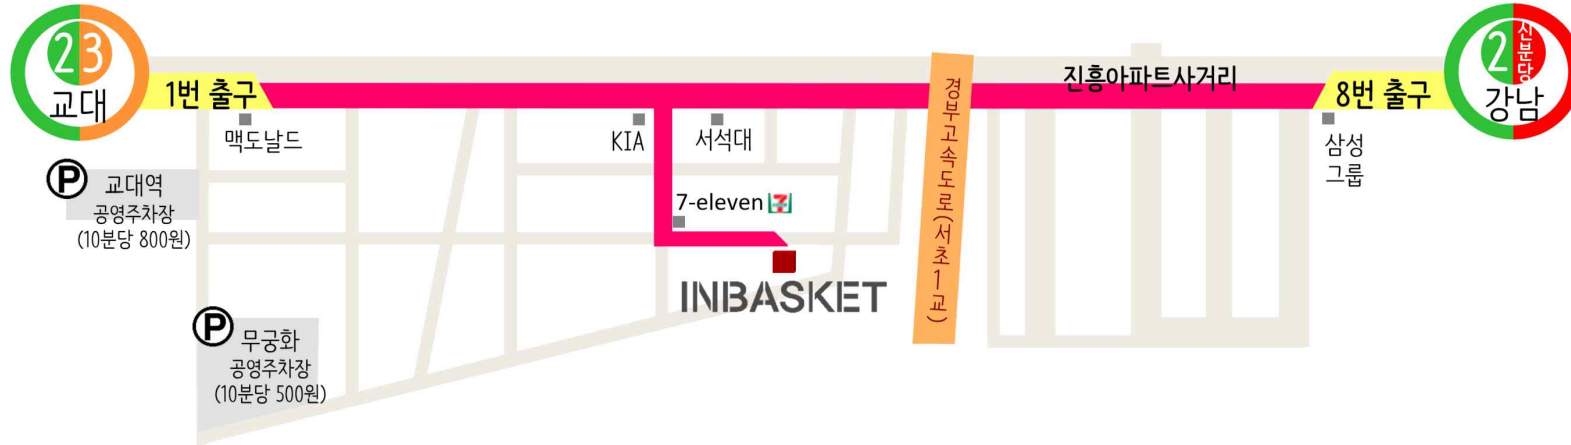 23
교대
1번 출구
맥도날드
KIA
서석대
7-eleven
INBASKET
경부고속도로(서초1교)
진흥아파트사거리
8번 출구
2
신분당
강남
삼성
그룹
P
교대역
공영주차장
(10분당 800원)
P
무궁화
공영주차장
(10분당 500원)